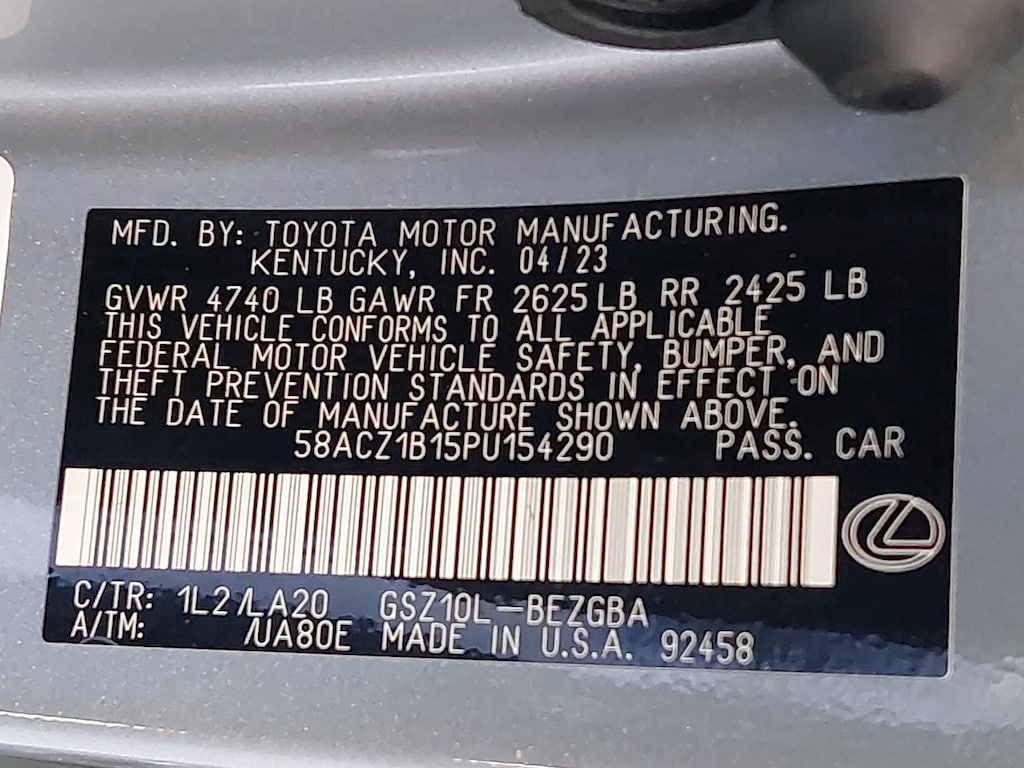 MFD. BY: TOYOTA MOTOR MANUFACTURING.
KENTUCKY, INC. 04/23
GVWR 4740 LB GAWR FR 2625 LB RR 2425 LB
THIS VEHICLE CONFORMS TO ALL APPLICABLE
FEDERAL MOTOR VEHICLE SAFETY, BUMPER, AND
THEFT PREVENTION STANDARDS IN EFFECT ON
THE DATE OF MANUFACTURE SHOWN ABOVE.
58ACZ1B15PU154290 PASS. CAR
C/TR: 1L2 /LA20 GSZ10L-BEZGBA
A/TM: /UA80E MADE IN U.S.A. 92458